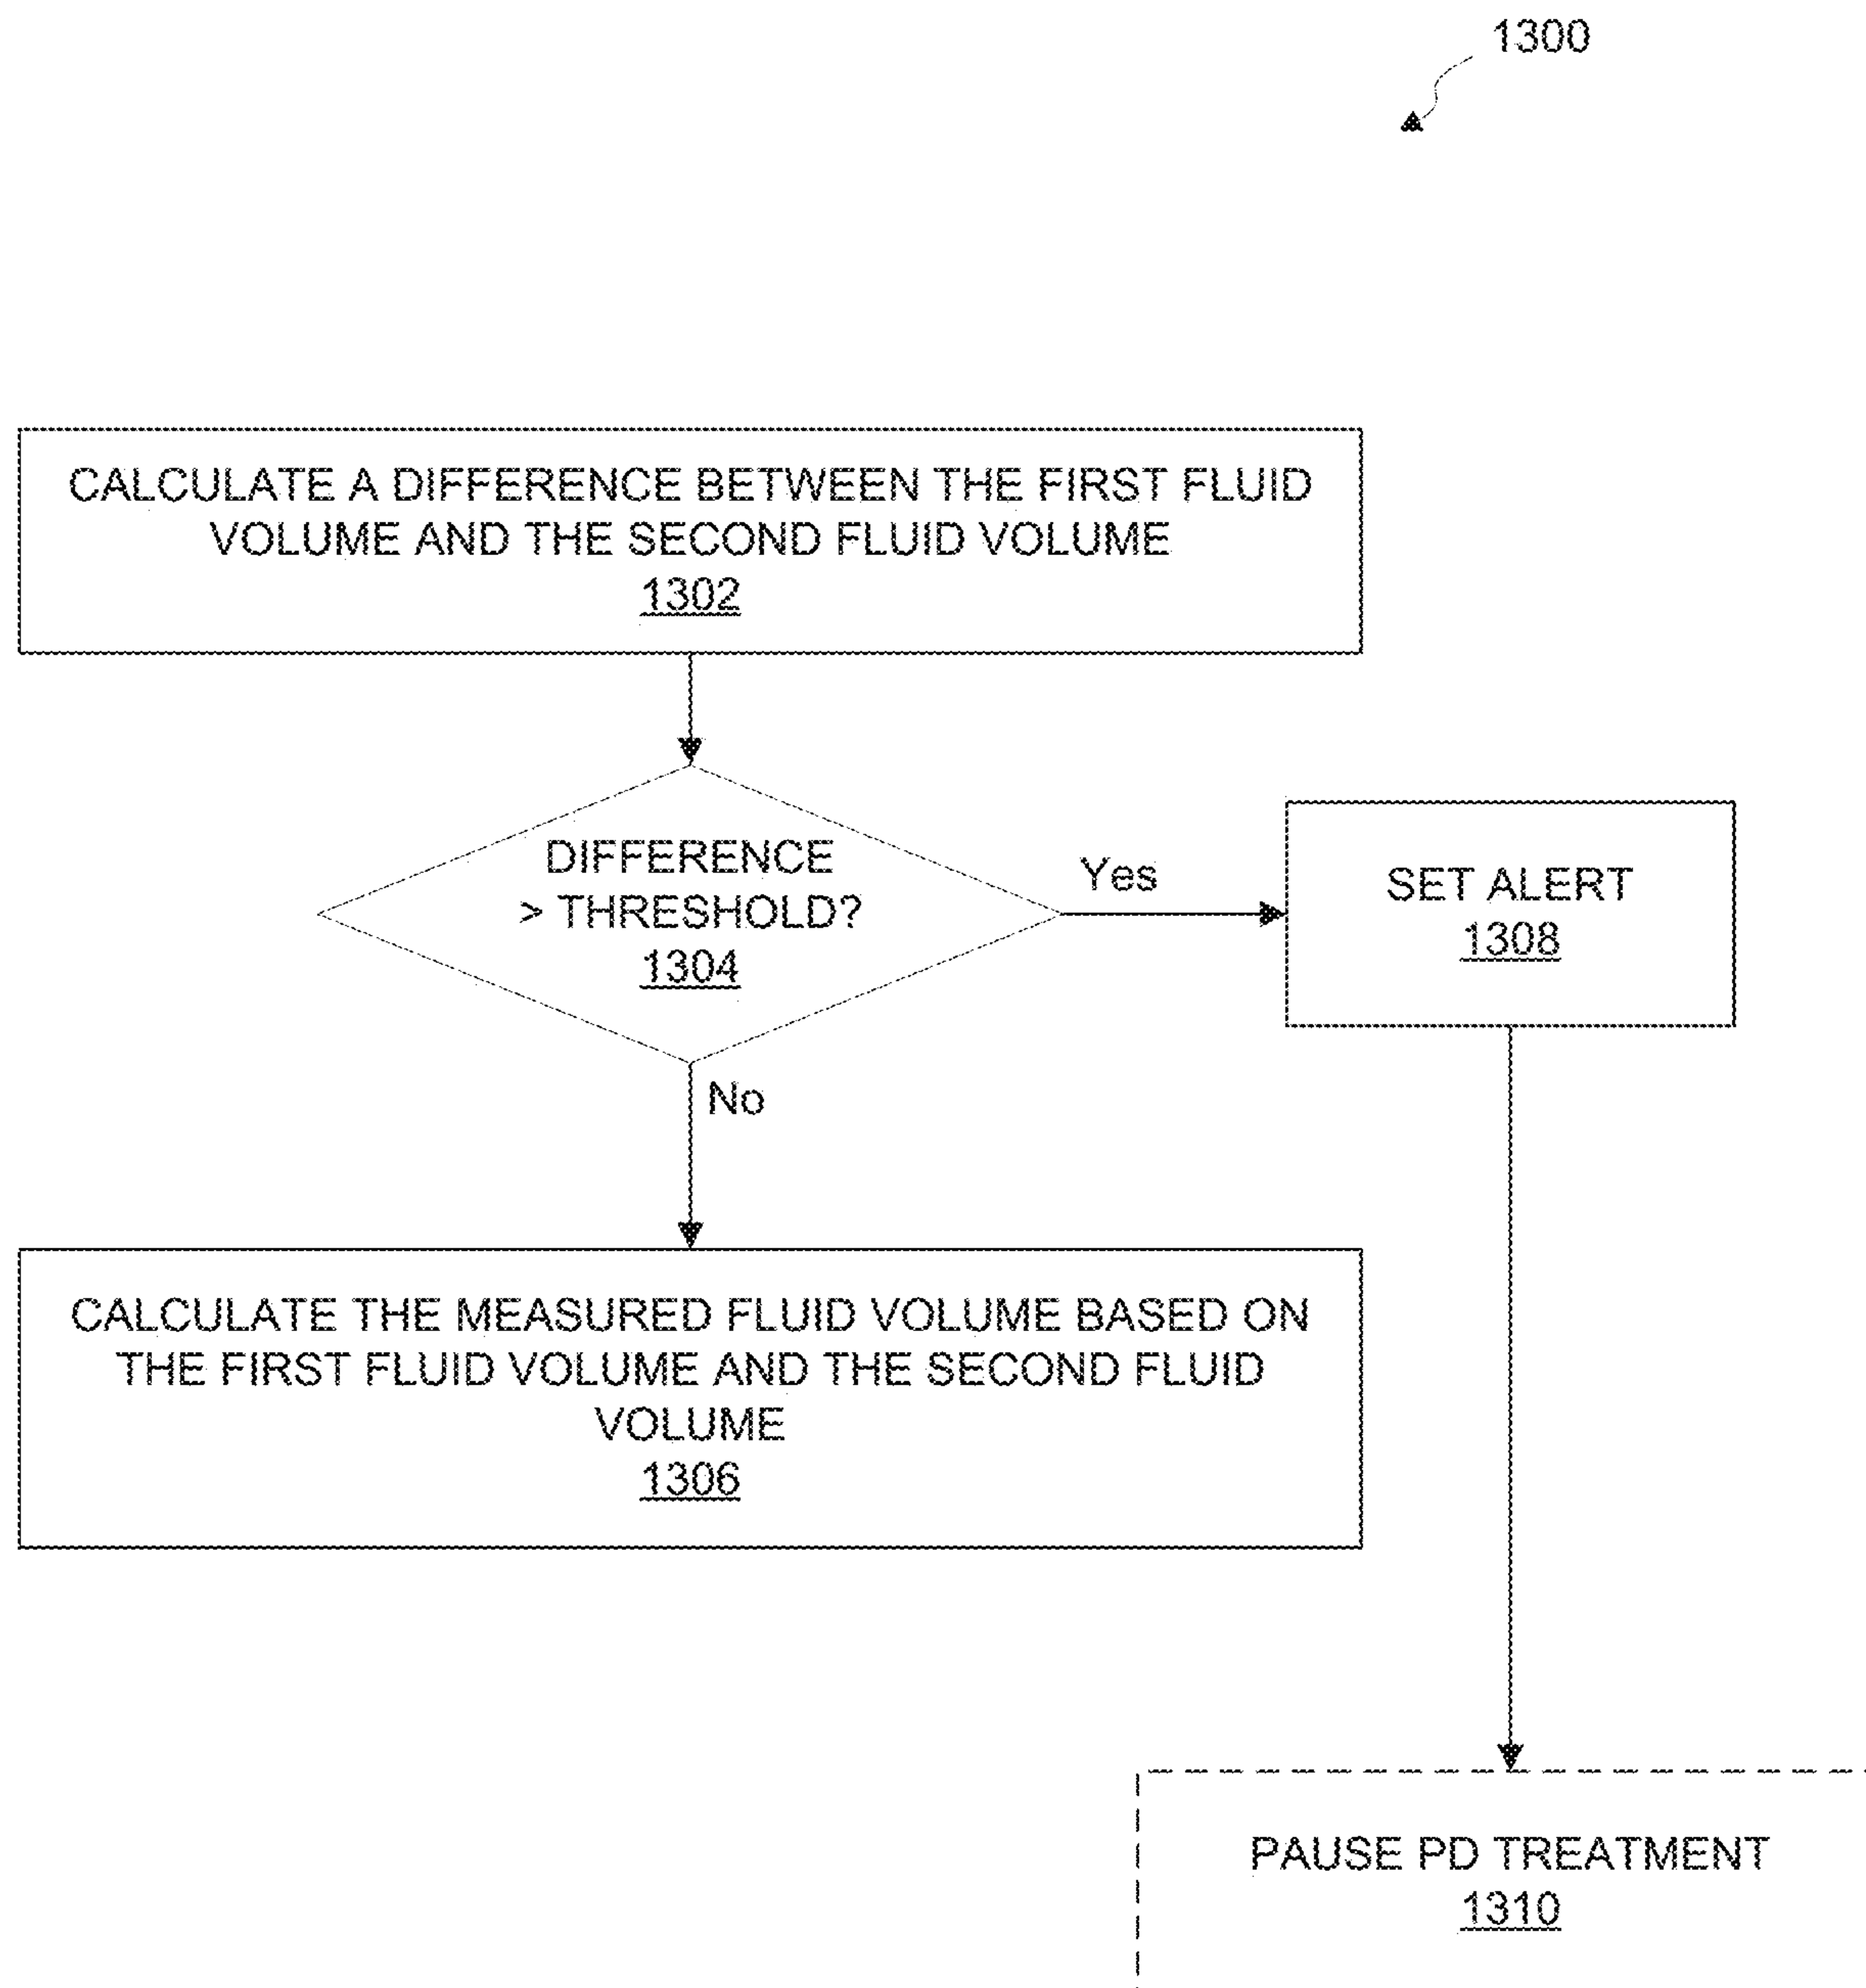 1300
CALCULATE A DIFFERENCE BETWEEN THE FIRST FLUID
VOLUME AND THE SECOND FLUID VOLUME
1302
DIFFERENCE
> THRESHOLD?
1304
Yes
SET ALERT
1308
No
CALCULATE THE MEASURED FLUID VOLUME BASED ON
THE FIRST FLUID VOLUME AND THE SECOND FLUID
VOLUME
1306
PAUSE PD TREATMENT
1310